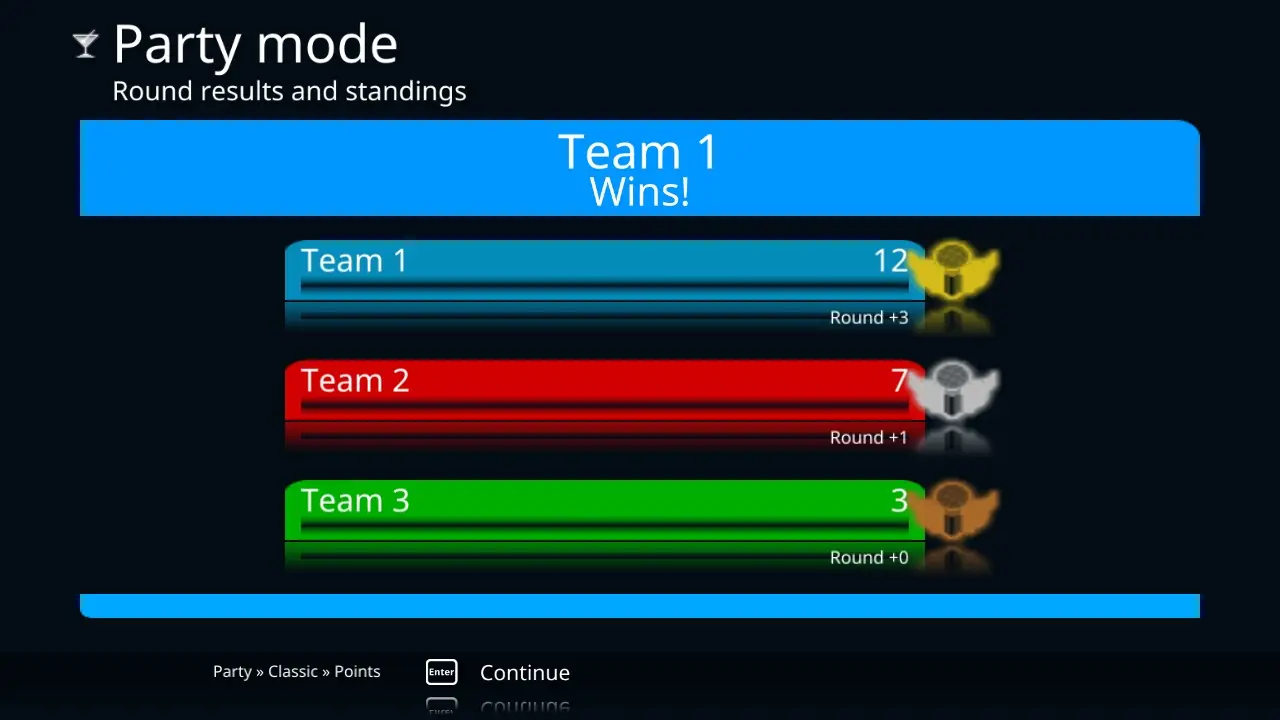 Party mode
Round results and standings
Team 1
Wins!
Team 1 12
Round +3
Team 2 7
Round +1
Team 3 3
Round +0
Party » Classic » Points Enter Continue